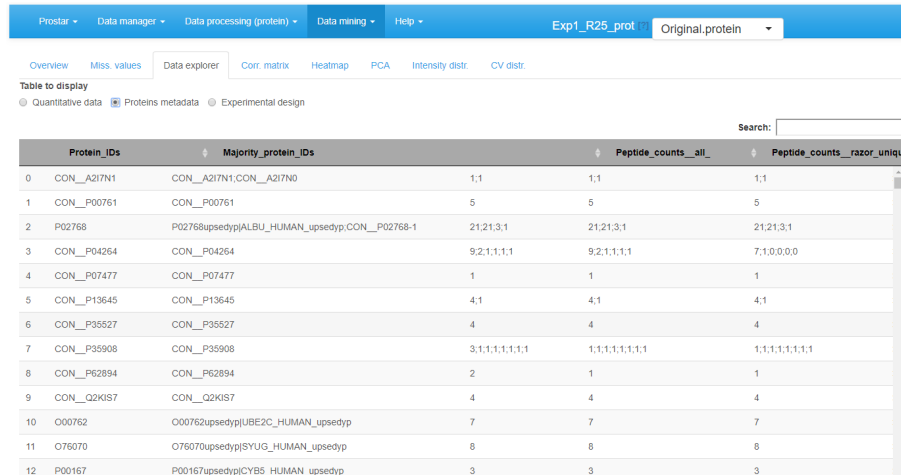 Prostar Data manager Data processing (protein) Data mining Help Exp1_R25_prot [?] Original.protein
Overview Miss. values Data explorer Corr. matrix Heatmap PCA Intensity distr. CV distr.
Table to display
Quantitative data Proteins metadata Experimental design
Search:
Protein_IDs Majority_protein_IDs Peptide_counts__all_ Peptide_counts__razor_uniqu
0 CON__A2I7N1 CON__A2I7N1;CON__A2I7N0 1;1 1;1 1;1
1 CON__P00761 CON__P00761 5 5 5
2 P02768 P02768upsedyp|ALBU_HUMAN_upsedyp;CON__P02768-1 21;21;3;1 21;21;3;1 21;21;3;1
3 CON__P04264 CON__P04264 9;2;1;1;1 9;2;1;1;1 7;1;0;0;0
4 CON__P07477 CON__P07477 1 1 1
5 CON__P13645 CON__P13645 4;1 4;1 4;1
6 CON__P35527 CON__P35527 4 4 4
7 CON__P35908 CON__P35908 3;1;1;1;1;1;1;1 1;1;1;1;1;1;1;1 1;1;1;1;1;1;1;1
8 CON__P62894 CON__P62894 2 1 1
9 CON__Q2KIS7 CON__Q2KIS7 4 4 4
10 O00762 O00762upsedyp|UBE2C_HUMAN_upsedyp 7 7 7
11 O76070 O76070upsedyp|SYUG_HUMAN_upsedyp 8 8 8
12 P00167 P00167upsedyp|CYB5_HUMAN_upsedyp 3 3 3